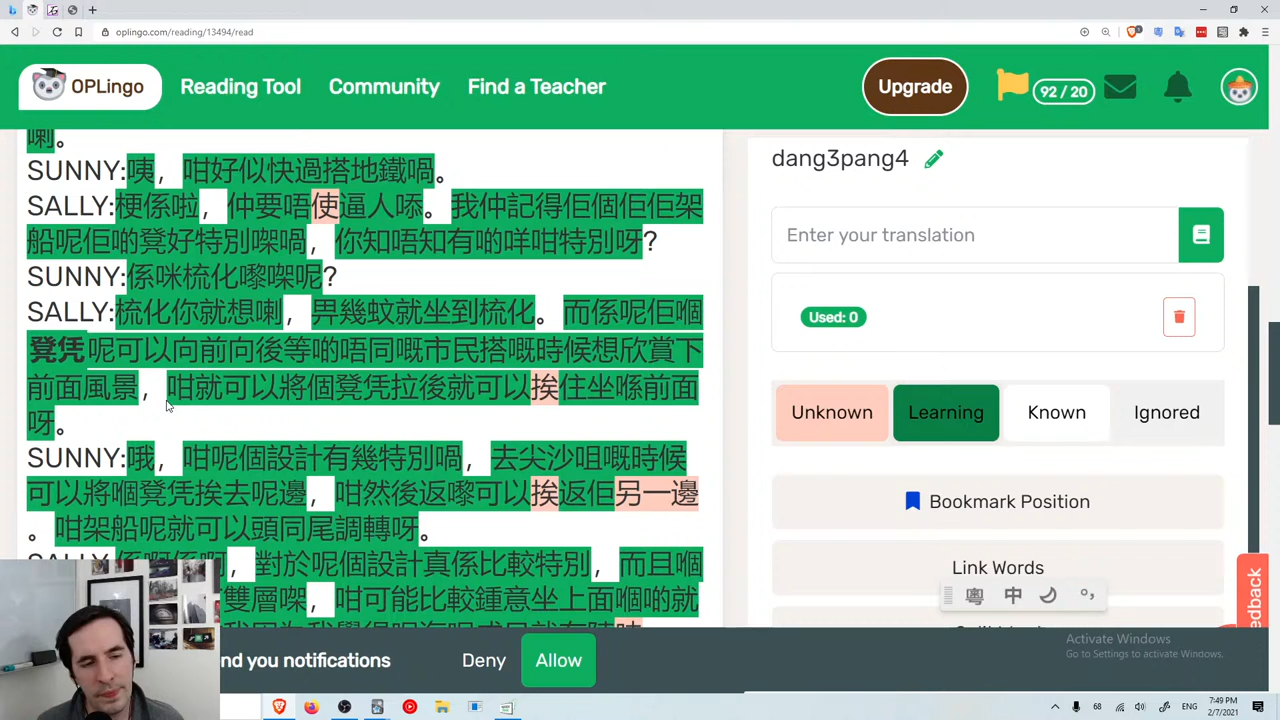 oplingo.com/reading/13494/read
OPLingo
Reading Tool
Community
Find a Teacher
Upgrade
92 / 20
喇。
SUNNY:咦，咁好似快過搭地鐵喎。
SALLY:梗係啦，仲要唔使逼人㗎。我仲記得佢個佢佢架
船呢佢啲凳好特別㗎喎，你知唔知有啲咩咁特別呀?
SUNNY:係咪梳化嚟㗎呢?
SALLY:梳化你就想喇，畀幾蚊就坐到梳化。而係呢佢嗰
凳凭呢可以向前向後等啲唔同嘅市民搭嘅時候想欣賞下
前面風景，咁就可以將個凳凭拉後就可以挨住坐喺前面
呀。
SUNNY:哦，咁呢個設計有幾特別喎，去尖沙咀嘅時候
可以將嗰凳凭挨去呢邊，咁然後返嚟可以挨返佢另一邊
。咁架船呢就可以頭同尾調轉呀。
係啊係啊，對於呢個設計真係比較特別，而且嗰
雙層㗎，咁可能比較鍾意坐上面嗰啲就
dang3pang4
Enter your translation
Used: 0
Unknown
Learning
Known
Ignored
Bookmark Position
Link Words
edback
粵
中
Activate Windows
Go to Settings to activate Windows.
nd you notifications
Deny
Allow
68
ENG
7:49 PM
2/7/2021